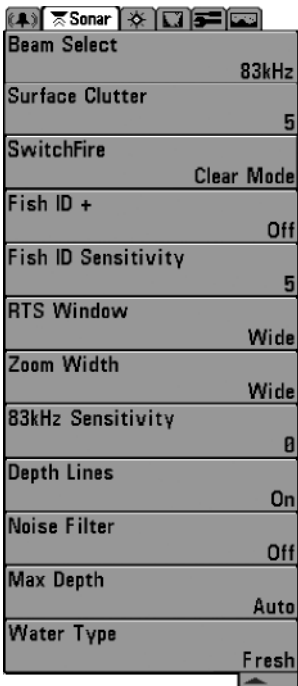 Sonar
Beam Select
83kHz
Surface Clutter
5
SwitchFire
Clear Mode
Fish ID +
Off
Fish ID Sensitivity
5
RTS Window
Wide
Zoom Width
Wide
83kHz Sensitivity
0
Depth Lines
On
Noise Filter
Off
Max Depth
Auto
Water Type
Fresh